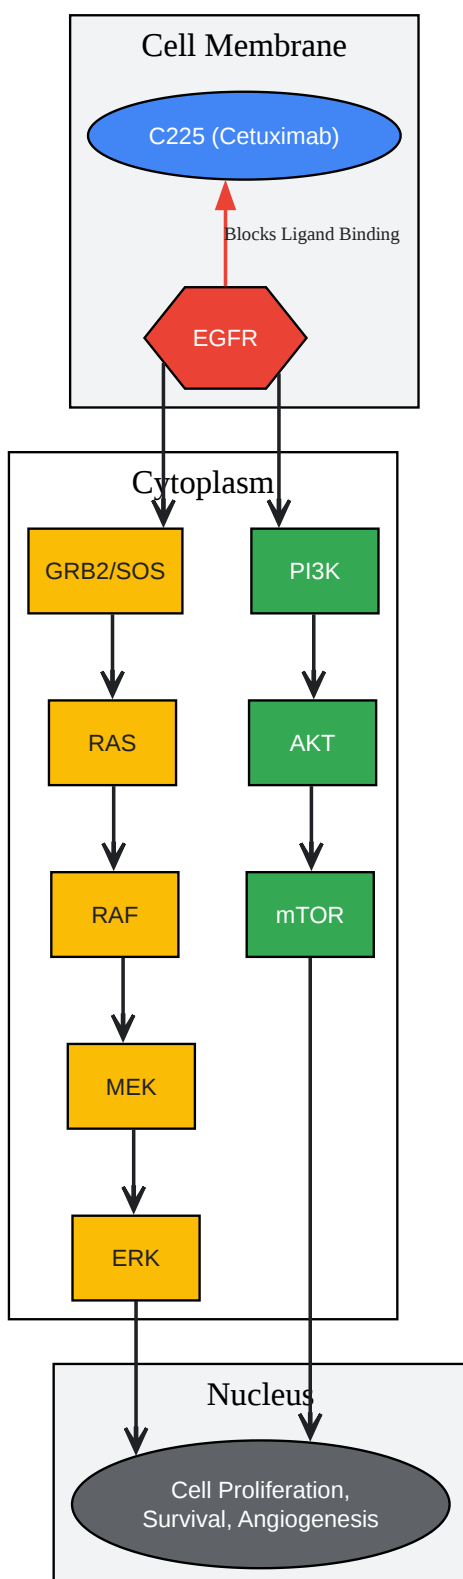 Cell Membrane
C225 (Cetuximab)
Blocks Ligand Binding
EGFR
Cytoplasm
GRB2/SOS
PI3K
RAS
AKT
RAF
mTOR
MEK
ERK
Nucleus
Cell Proliferation,
Survival, Angiogenesis